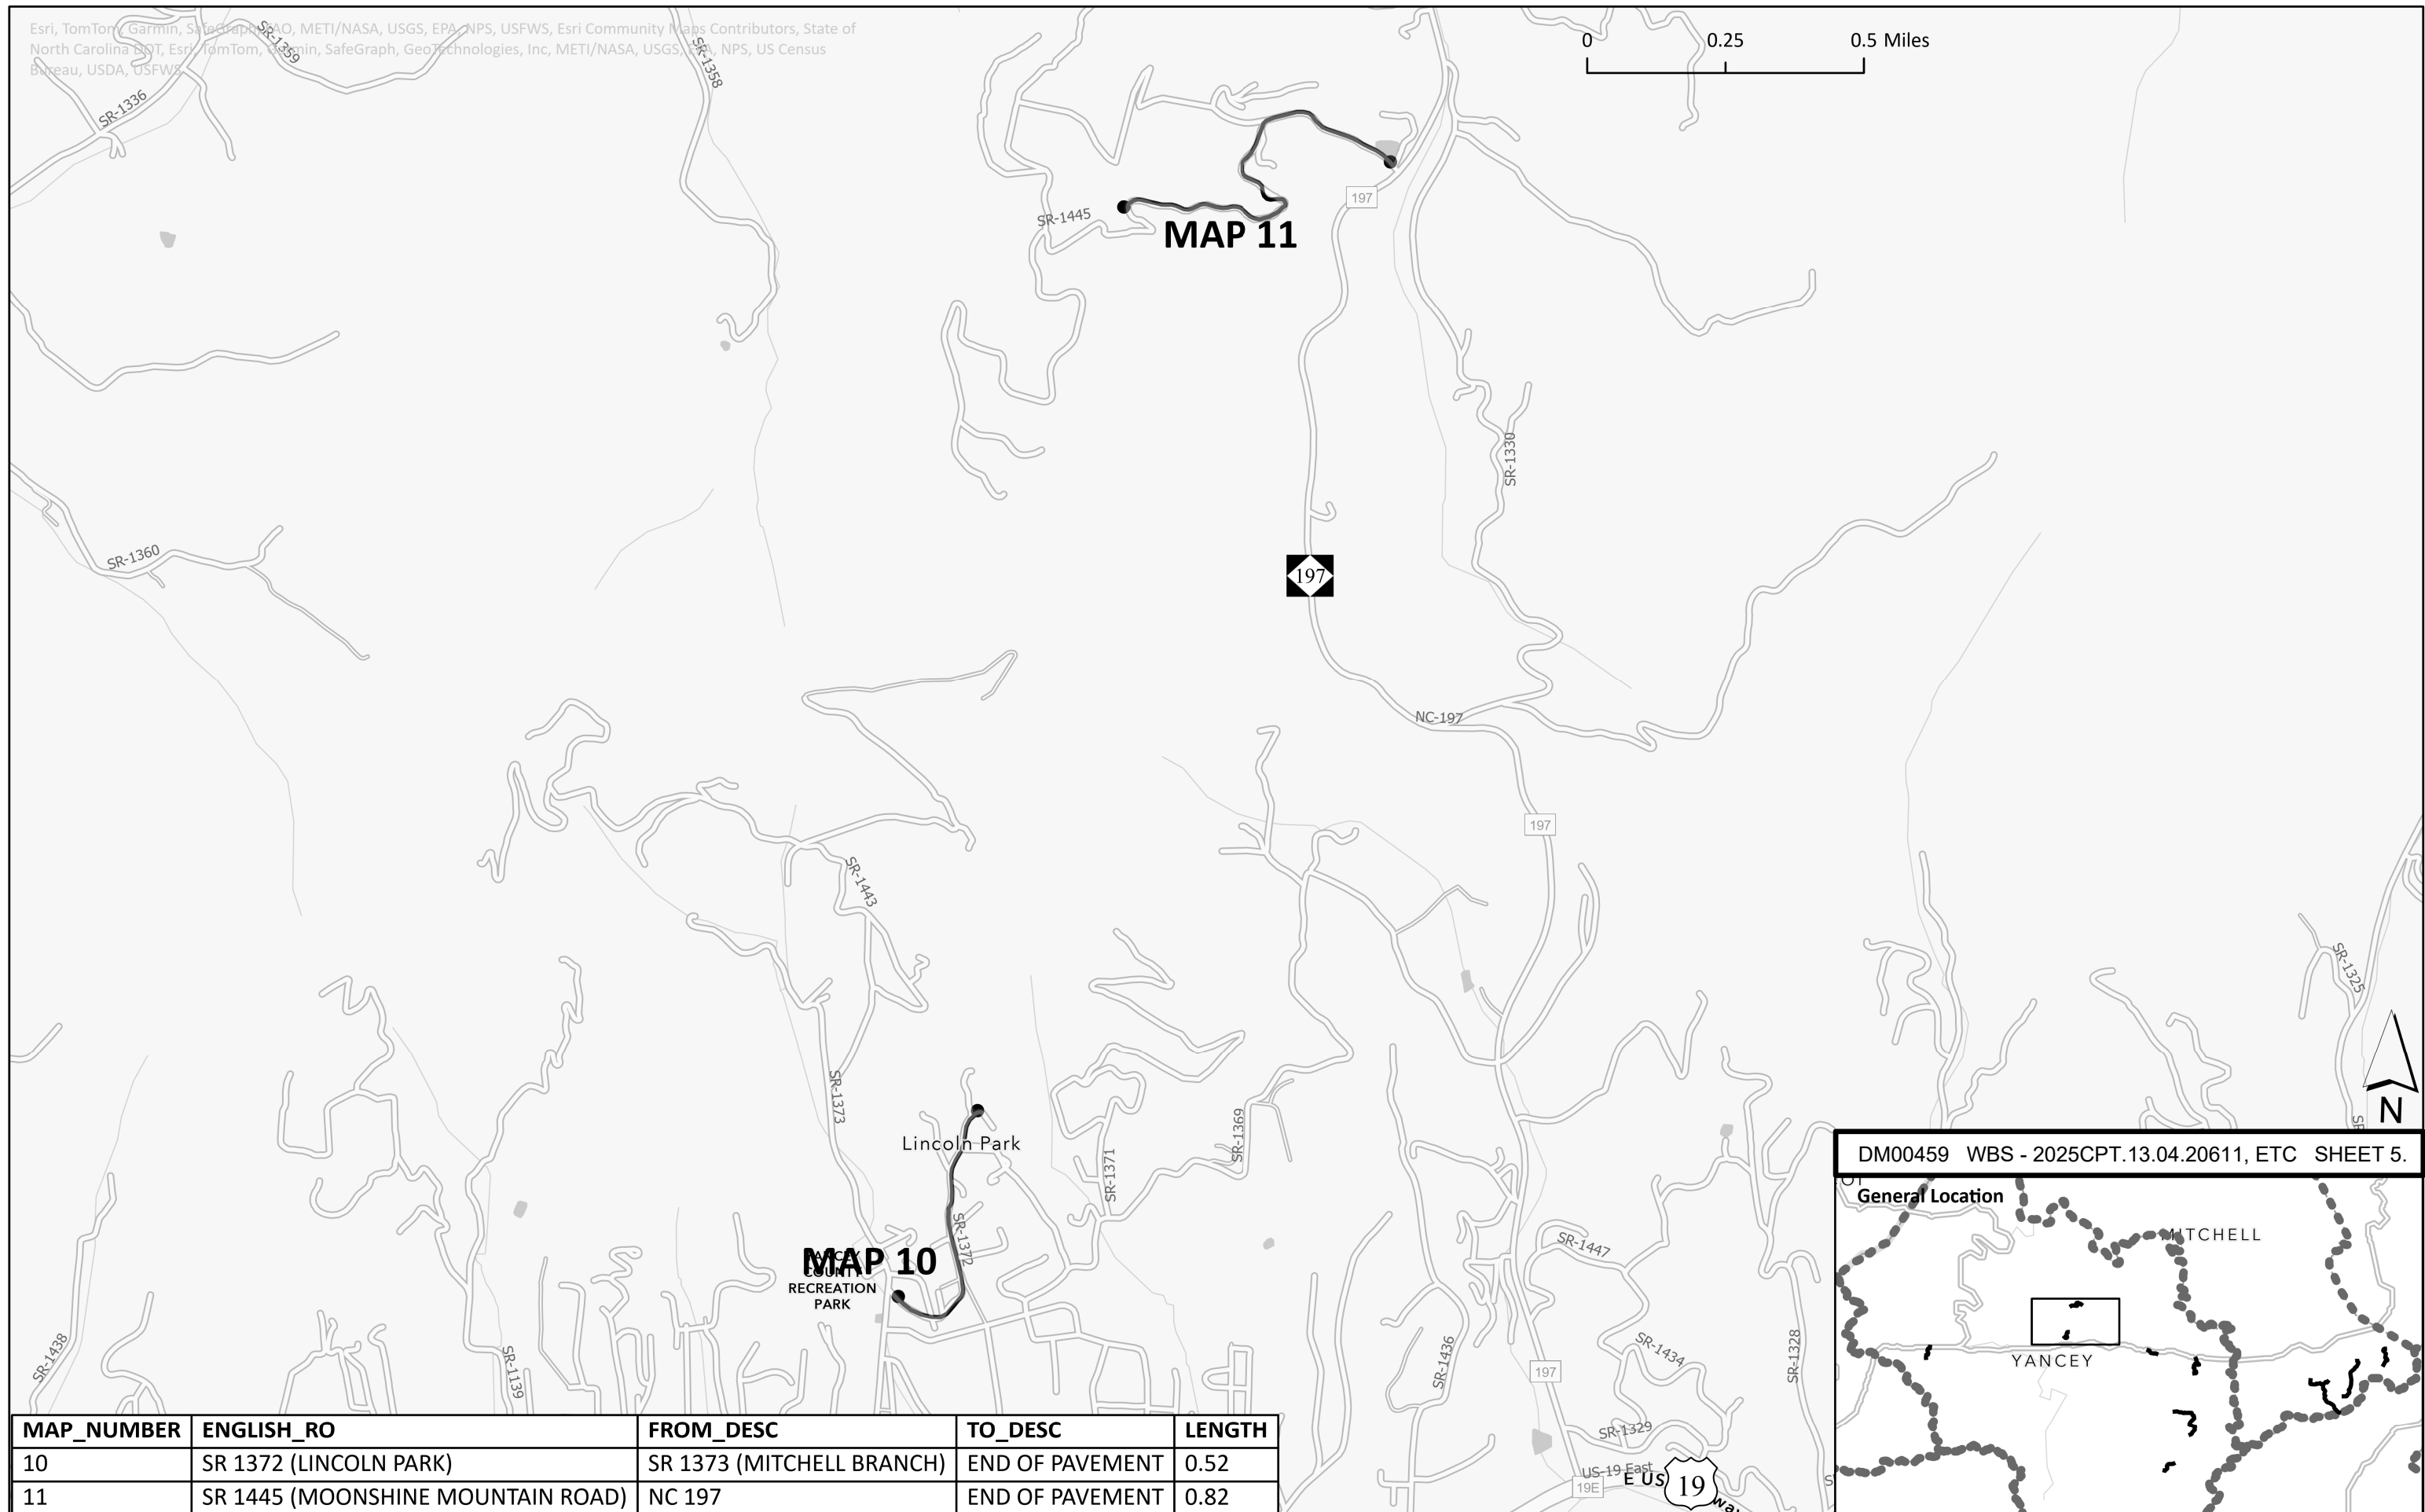 Esri, TomTom, Garmin, SafeGraph, FAO, METI/NASA, USGS, EPA, NPS, USFWS, Esri Community Maps Contributors, State of
North Carolina DOT, Esri, TomTom, Garmin, SafeGraph, GeoTechnologies, Inc, METI/NASA, USGS, EPA, NPS, US Census
Bureau, USDA, USFWS
0 0.25 0.5 Miles
SR-1359
SR-1358
SR-1336
197
SR-1445
MAP 11
SR-1330
SR-1360
197
NC-197
197
SR-1443
SR-1325
SR-1373
SR-1369
Lincoln Park
SR-1371
SR-1372
N
SR
DM00459 WBS - 2025CPT.13.04.20611, ETC SHEET 5.
General Location
MITCHELL
YANCEY
MAP 10
YANCEY
COUNTY
RECREATION
PARK
SR-1447
SR-1438
SR-1139
SR-1436
197
SR-1434
SR-1328
SR-1329
US-19 East
19E
E US
19
MAP_NUMBER ENGLISH_RO FROM_DESC TO_DESC LENGTH
10 SR 1372 (LINCOLN PARK) SR 1373 (MITCHELL BRANCH) END OF PAVEMENT 0.52
11 SR 1445 (MOONSHINE MOUNTAIN ROAD) NC 197 END OF PAVEMENT 0.82